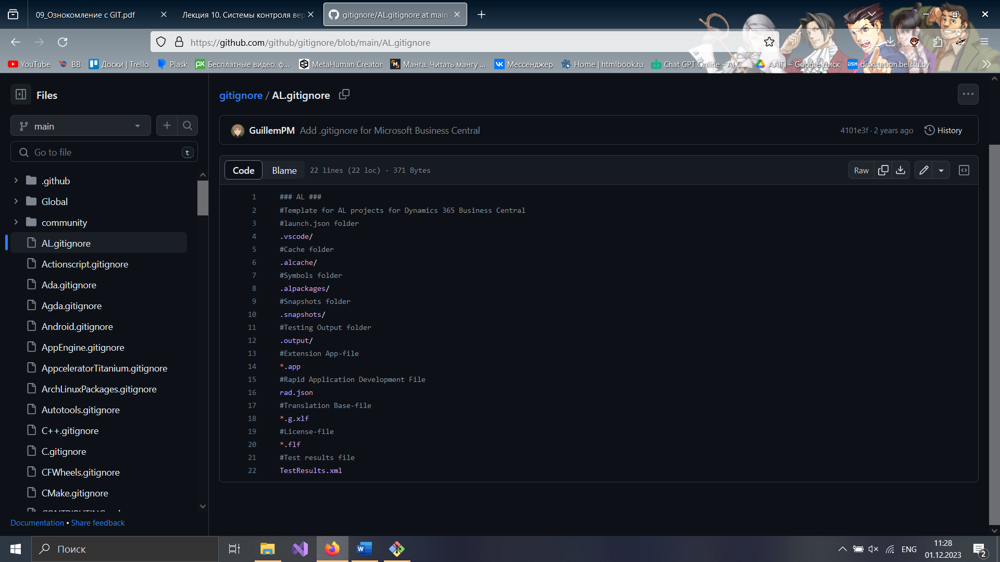 09_Ознокомление с GIT.pdf
Лекция 10. Системы контроля вер
gitignore/AL.gitignore at main
https://github.com/github/gitignore/blob/main/AL.gitignore
YouTube
ВВ
Доски | Trello
Plask
Бесплатные видео, ф...
MetaHuman Creator
Манга. Читать мангу ...
Мессенджер
Home | htmlbook.ru
Chat GPT Online - AI C...
ААіП – Google Диск
diskstation.belstu.by
Files
main
Go to file
t
.github
Global
community
AL.gitignore
Actionscript.gitignore
Ada.gitignore
Agda.gitignore
Android.gitignore
AppEngine.gitignore
AppceleratorTitanium.gitignore
ArchLinuxPackages.gitignore
Autotools.gitignore
C++.gitignore
C.gitignore
CFWheels.gitignore
CMake.gitignore
Documentation • Share feedback
gitignore / AL.gitignore
GuillemPM Add .gitignore for Microsoft Business Central
4101e3f · 2 years ago
History
Code
Blame
22 lines (22 loc) · 371 Bytes
Raw
1 ### AL ###
2 #Template for AL projects for Dynamics 365 Business Central
3 #launch.json folder
4 .vscode/
5 #Cache folder
6 .alcache/
7 #Symbols folder
8 .alpackages/
9 #Snapshots folder
10 .snapshots/
11 #Testing Output folder
12 .output/
13 #Extension App-file
14 *.app
15 #Rapid Application Development File
16 rad.json
17 #Translation Base-file
18 *.g.xlf
19 #License-file
20 *.flf
21 #Test results file
22 TestResults.xml
Поиск
ENG
11:28
01.12.2023
2